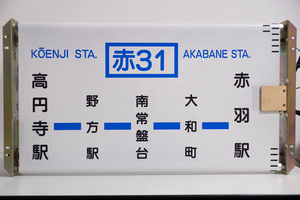 KŌENJI STA.
赤31
AKABANE STA.
高円寺駅
野方駅
南常盤台
大和町
赤羽駅